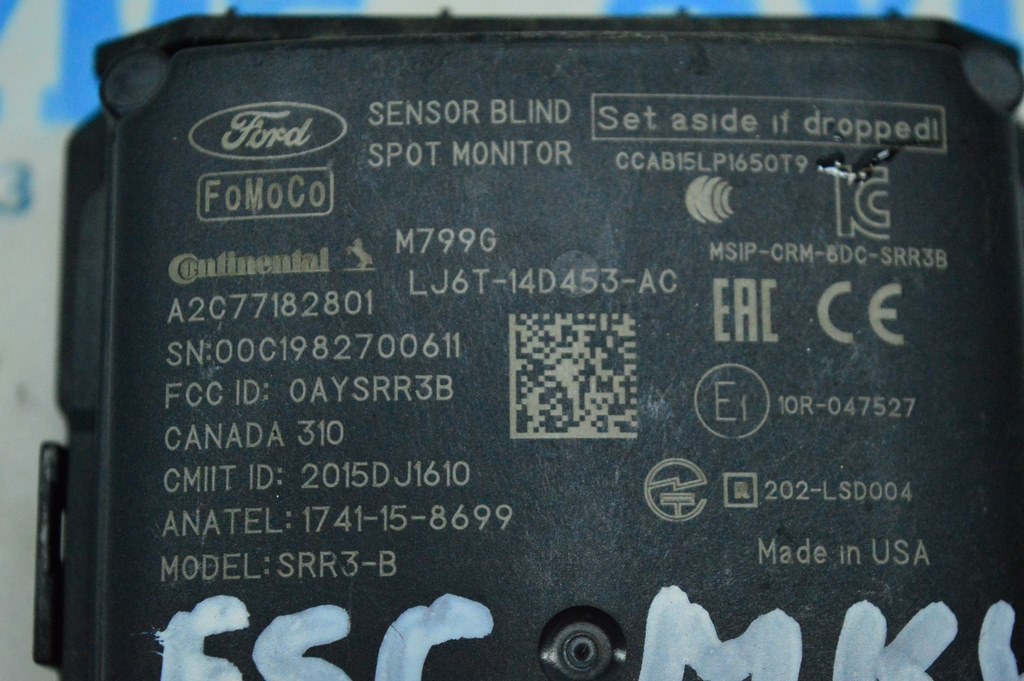 Ford
FoMoCo
SENSOR BLIND
SPOT MONITOR
Set aside if dropped!
CCAB15LP1650T9
MSIP-CRM-8DC-SRR3B
Continental
M799G
LJ6T-14D453-AC
A2C77182801
SN:00C1982700611
FCC ID: OAYSRR3B
CANADA 310
CMIIT ID: 2015DJ1610
ANATEL: 1741-15-8699
MODEL: SRR3-B
EAC CE
E1 10R-047527
R 202-LSD004
Made in USA